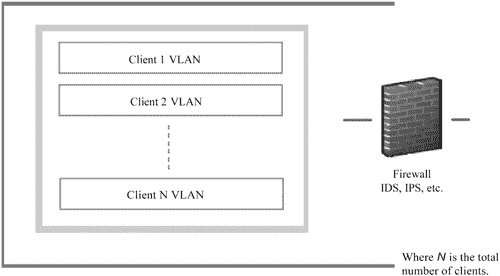 Client 1 VLAN
Client 2 VLAN
Client N VLAN
Firewall
IDS, IPS, etc.
Where N is the total
number of clients.